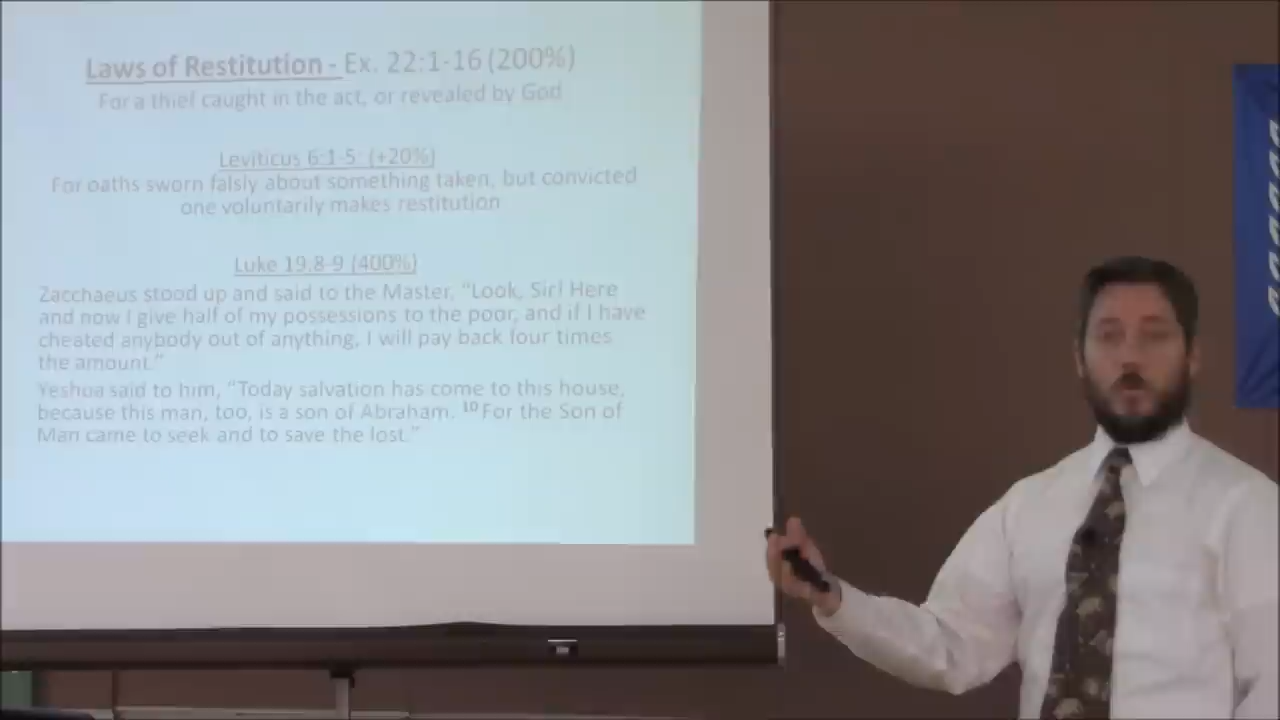 Laws of Restitution - Ex. 22:1-16 (200%)
For a thief caught in the act, or revealed by God
Leviticus 6:1-5: (+20%)
For oaths sworn falsly about something taken, but convicted
one voluntarily makes restitution
Luke 19:8-9 (400%)
Zacchaeus stood up and said to the Master, “Look, Sir! Here
and now I give half of my possessions to the poor, and if I have
cheated anybody out of anything, I will pay back four times
the amount.”
Yeshua said to him, “Today salvation has come to this house,
because this man, too, is a son of Abraham. 10 For the Son of
Man came to seek and to save the lost.”